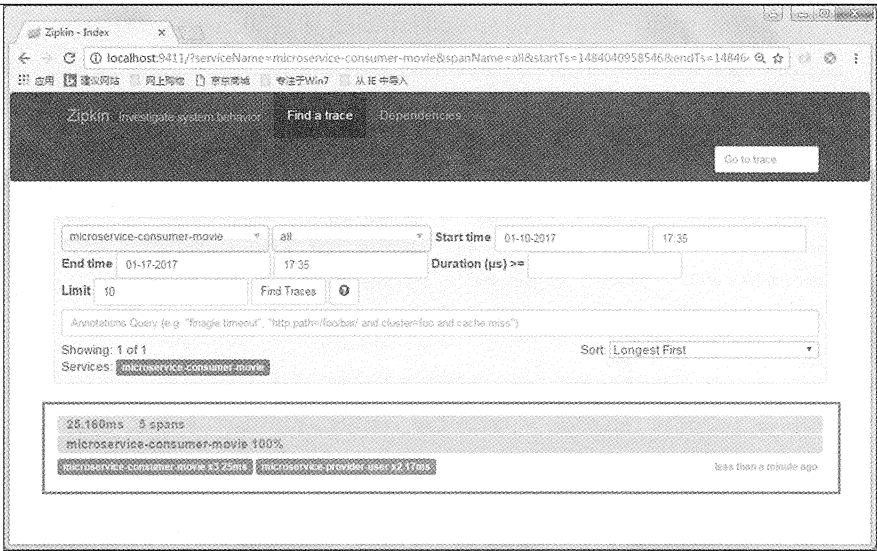 Zipkin - Index
localhost:9411/?serviceName=microservice-consumer-movie&spanName=all&startTs=1484040958546&endTs=14846
应用 建议网站 网上购物 京东商城 专注于Win7 从 IE 中导入
Zipkin Investigate system behavior Find a trace Dependencies
Go to trace
microservice-consumer-movie all Start time 01-10-2017 17:35
End time 01-17-2017 17:35 Duration (μs) >=
Limit 10 Find Traces
Annotations Query (e.g. "finagle.timeout", "http.path=/foo/bar/ and cluster=foo and cache.miss")
Showing: 1 of 1 Sort: Longest First
Services: microservice-consumer-movie
25.160ms 5 spans
microservice-consumer-movie 100%
microservice-consumer-movie x3 25ms microservice-provider-user x2 17ms less than a minute ago